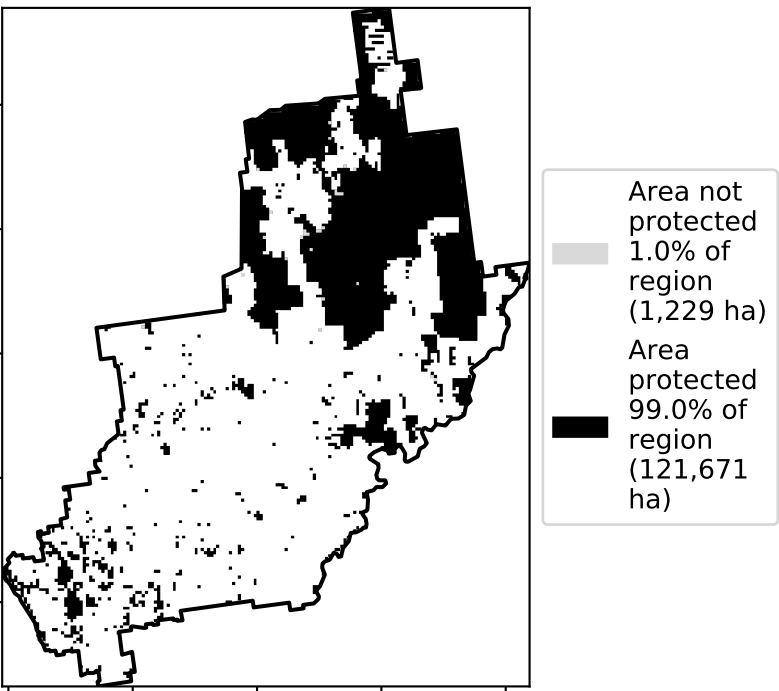 Area not
protected
1.0% of
region
(1,229 ha)
Area
protected
99.0% of
region
(121,671
ha)